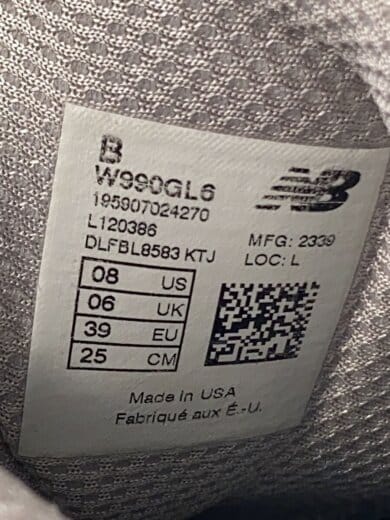 B
W990GL6
195907024270
L120386
DLFBL8583 KTJ
NB
MFG: 2339
LOC: L
08 US
06 UK
39 EU
25 CM
Made In USA
Fabriqué aux É.-U.